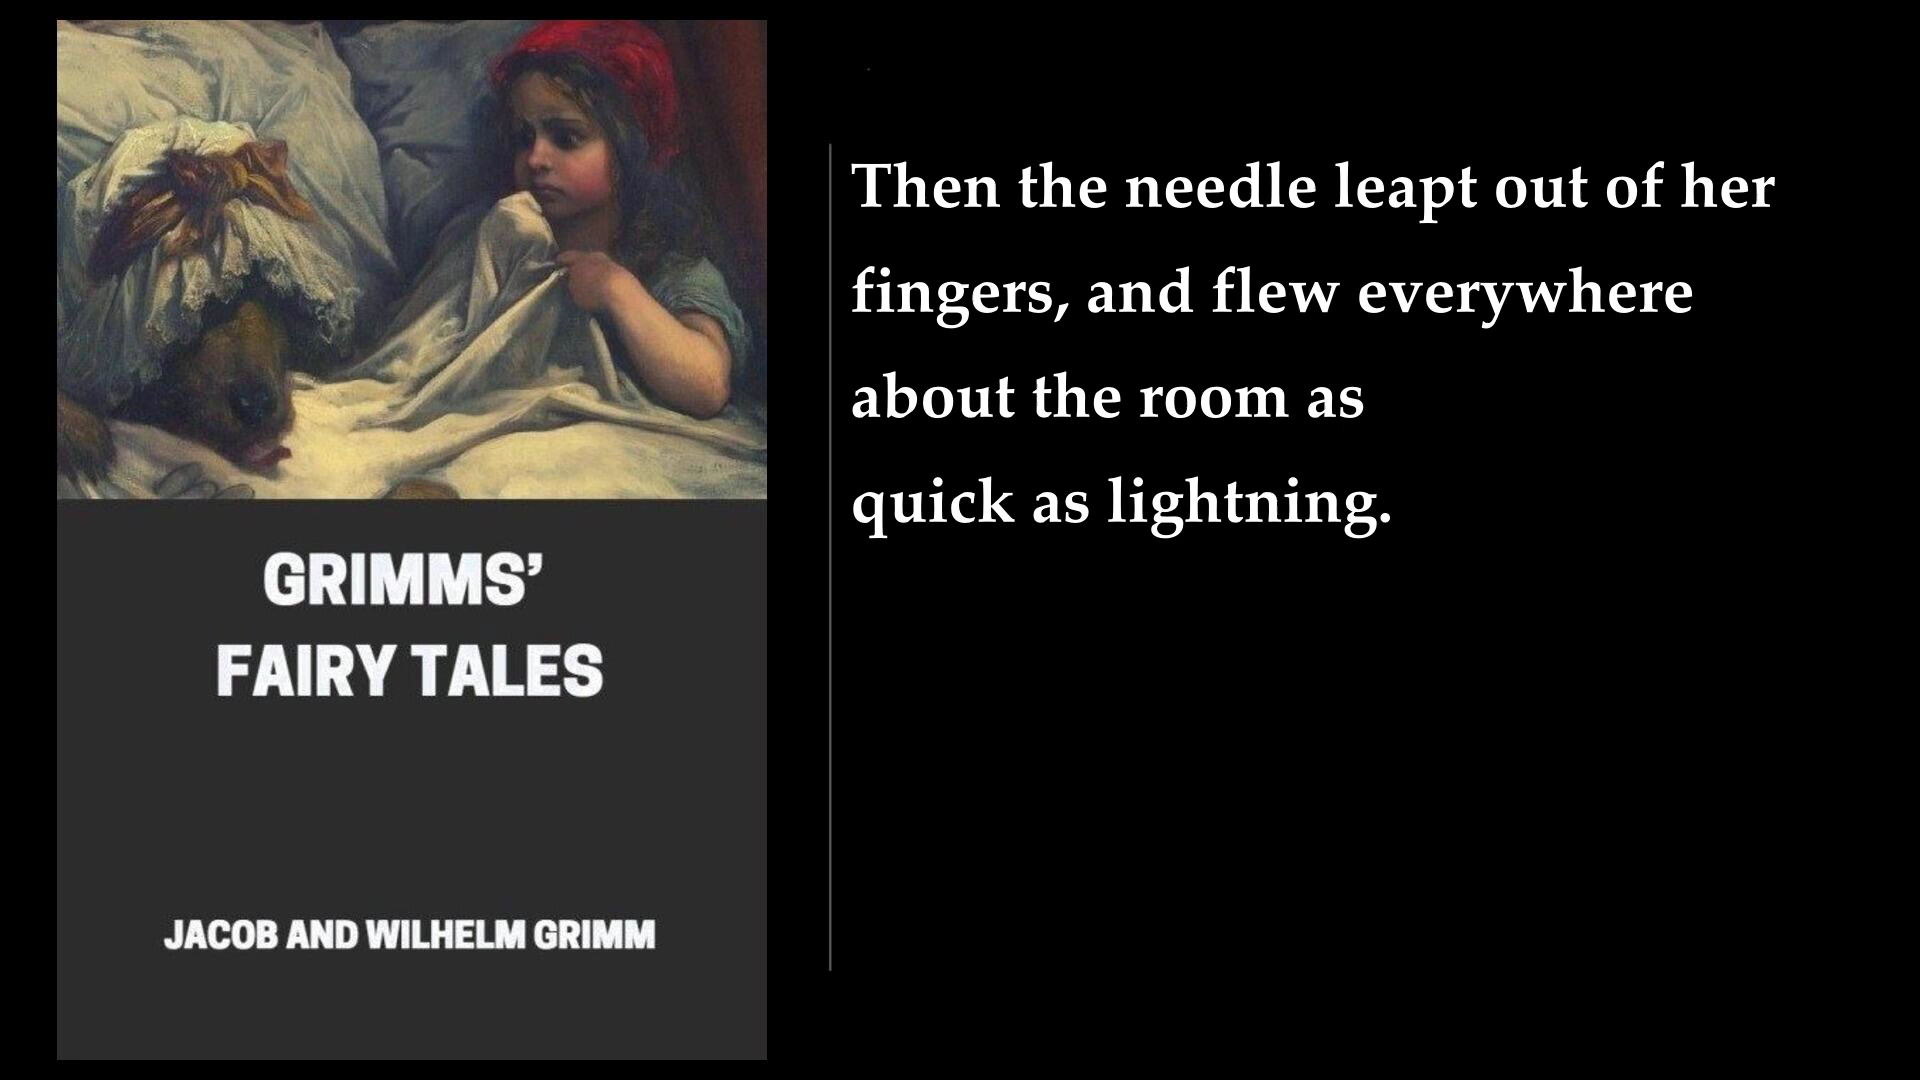 GRIMMS’
FAIRY TALES
JACOB AND WILHELM GRIMM
Then the needle leapt out of her
fingers, and flew everywhere
about the room as
quick as lightning.